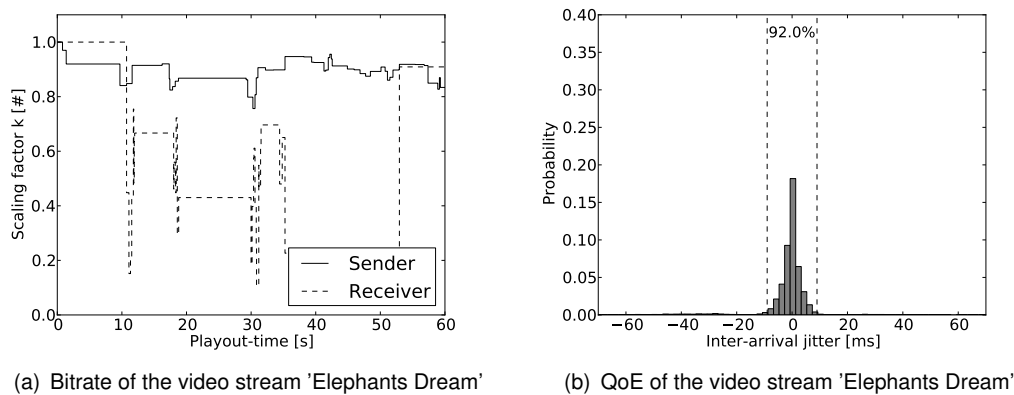 1.0
0.8
0.6
0.4
0.2
0.0
Scaling factor k [#]
0 10 20 30 40 50 60
Playout-time [s]
Sender
Receiver
(a) Bitrate of the video stream 'Elephants Dream'
0.40
0.35
0.30
0.25
0.20
0.15
0.10
0.05
0.00
Probability
92.0%
−60 −40 −20 0 20 40 60
Inter-arrival jitter [ms]
(b) QoE of the video stream 'Elephants Dream'